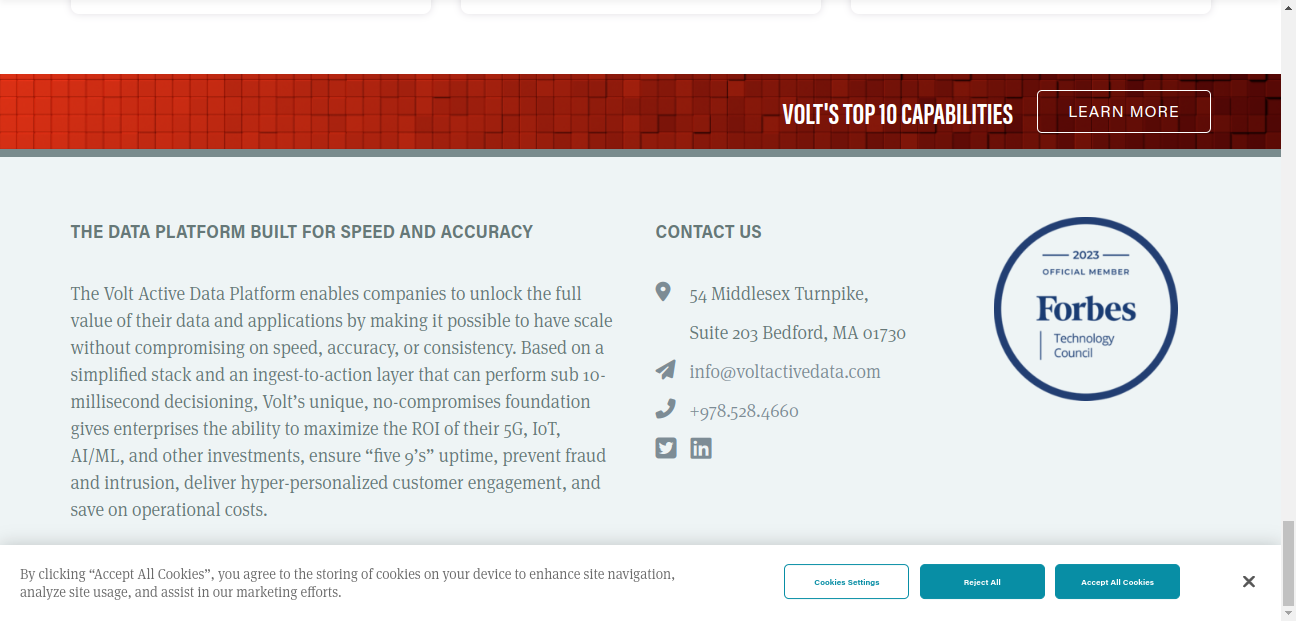 VOLT'S TOP 10 CAPABILITIES
LEARN MORE
THE DATA PLATFORM BUILT FOR SPEED AND ACCURACY
The Volt Active Data Platform enables companies to unlock the full
value of their data and applications by making it possible to have scale
without compromising on speed, accuracy, or consistency. Based on a
simplified stack and an ingest-to-action layer that can perform sub 10-
millisecond decisioning, Volt’s unique, no-compromises foundation
gives enterprises the ability to maximize the ROI of their 5G, IoT,
AI/ML, and other investments, ensure “five 9’s” uptime, prevent fraud
and intrusion, deliver hyper-personalized customer engagement, and
save on operational costs.
CONTACT US
54 Middlesex Turnpike,
Suite 203 Bedford, MA 01730
info@voltactivedata.com
+978.528.4660
2023
OFFICIAL MEMBER
Forbes
Technology
Council
By clicking “Accept All Cookies”, you agree to the storing of cookies on your device to enhance site navigation,
analyze site usage, and assist in our marketing efforts.
Cookies Settings
Reject All
Accept All Cookies